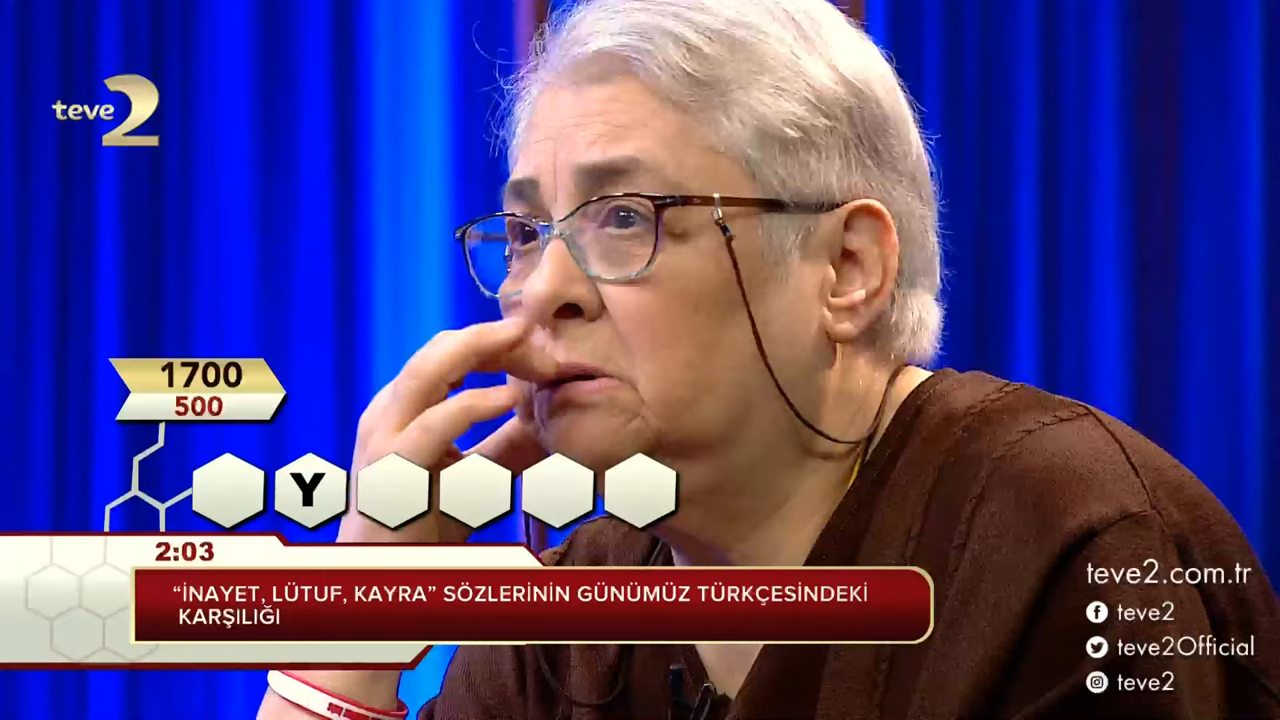 teve2
1700
500
Y
2:03
“İNAYET, LÜTUF, KAYRA” SÖZLERİNİN GÜNÜMÜZ TÜRKÇESİNDEKİ
KARŞILIĞI
teve2.com.tr
teve2
teve2Official
teve2